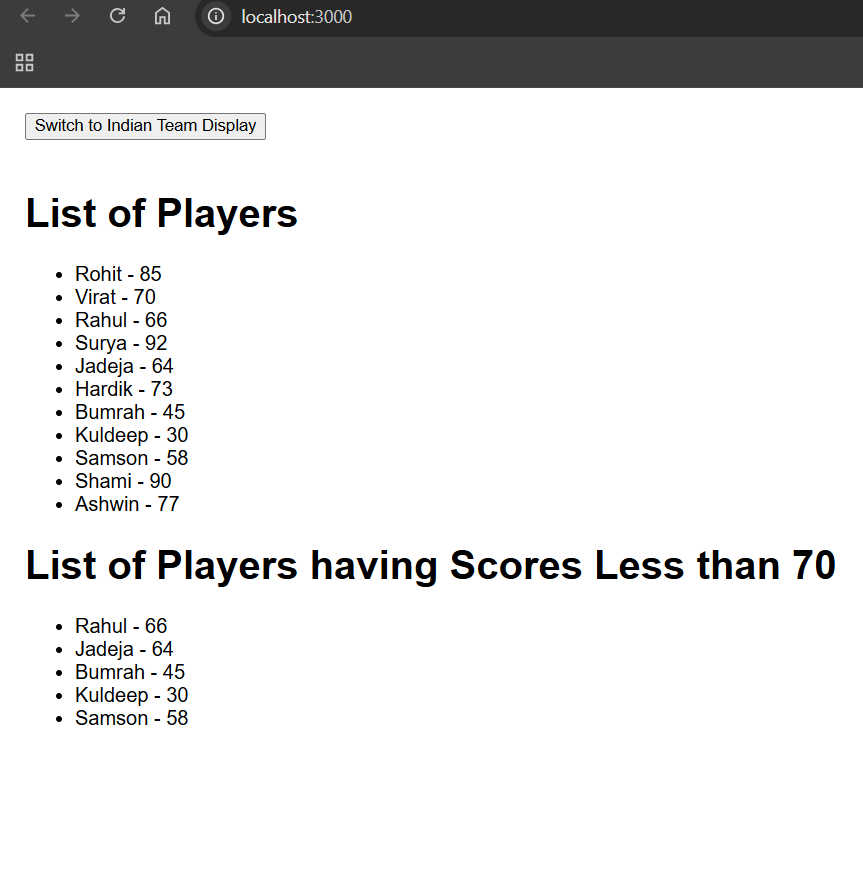 localhost:3000
Switch to Indian Team Display
List of Players
Rohit - 85
Virat - 70
Rahul - 66
Surya - 92
Jadeja - 64
Hardik - 73
Bumrah - 45
Kuldeep - 30
Samson - 58
Shami - 90
Ashwin - 77
List of Players having Scores Less than 70
Rahul - 66
Jadeja - 64
Bumrah - 45
Kuldeep - 30
Samson - 58